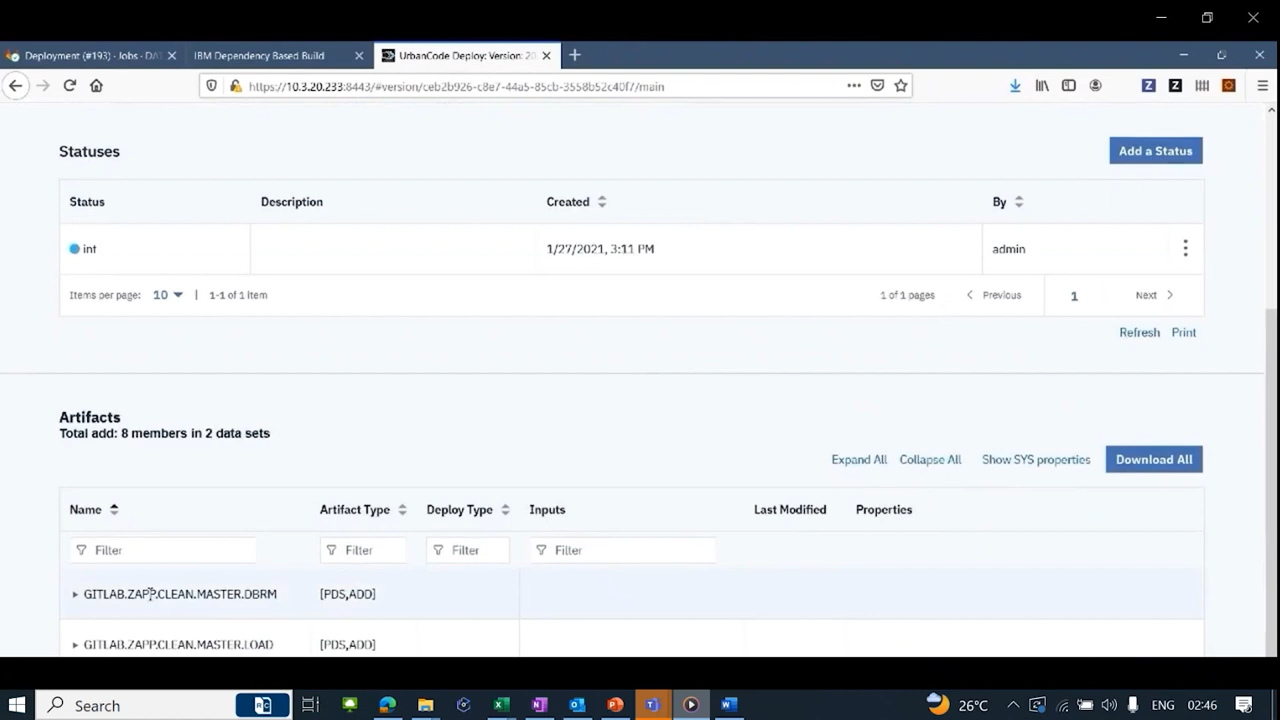 Deployment (#193) · Jobs · DA
IBM Dependency Based Build
UrbanCode Deploy: Version: 20
https://10.3.20.233:8443/#version/ceb2b926-c8e7-44a5-85cb-3558b52c40f7/main
Statuses
Add a Status
Status Description Created By
int 1/27/2021, 3:11 PM admin
Items per page: 10 | 1-1 of 1 item 1 of 1 pages Previous 1 Next
Refresh Print
Artifacts
Total add: 8 members in 2 data sets
Expand All Collapse All Show SYS properties Download All
Name Artifact Type Deploy Type Inputs Last Modified Properties
Filter Filter Filter Filter
GITLAB.ZAPP.CLEAN.MASTER.DBRM [PDS,ADD]
GITLAB.ZAPP.CLEAN.MASTER.LOAD [PDS,ADD]
Search 26°C ENG 02:46